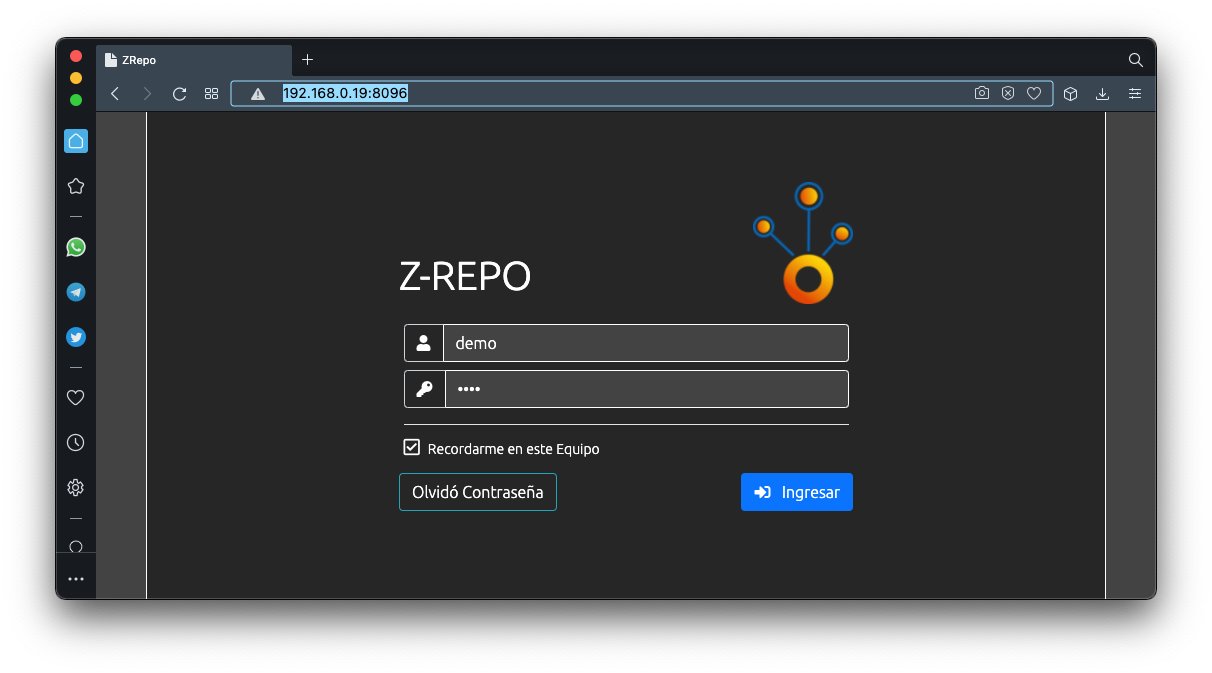 ZRepo
192.168.0.19:8096
Z-REPO
demo
••••
Recordarme en este Equipo
Olvidó Contraseña
Ingresar